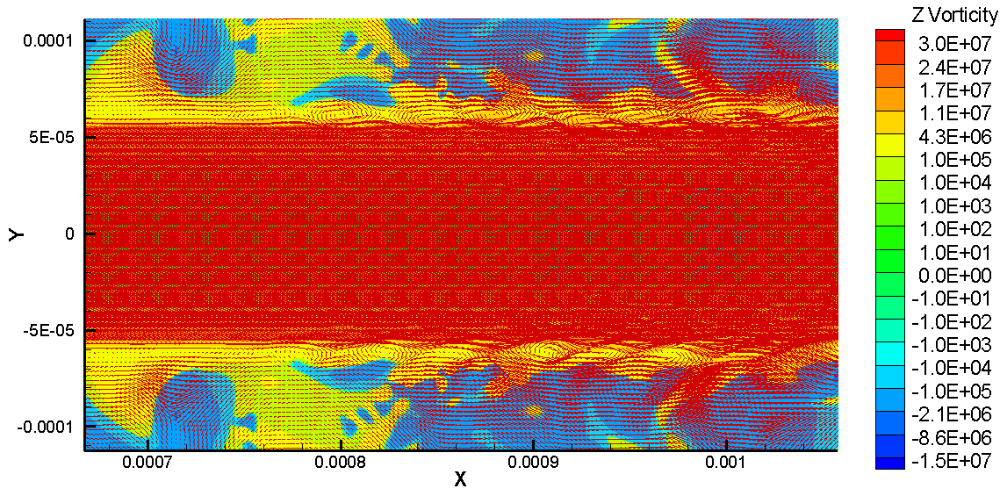 Z Vorticity
3.0E+07
2.4E+07
1.7E+07
1.1E+07
4.3E+06
1.0E+05
1.0E+04
1.0E+03
1.0E+02
1.0E+01
0.0E+00
-1.0E+01
-1.0E+02
-1.0E+03
-1.0E+04
-1.0E+05
-2.1E+06
-8.6E+06
-1.5E+07
0.0001
5E-05
0
-5E-05
-0.0001
Y
0.0007
0.0008
0.0009
0.001
X